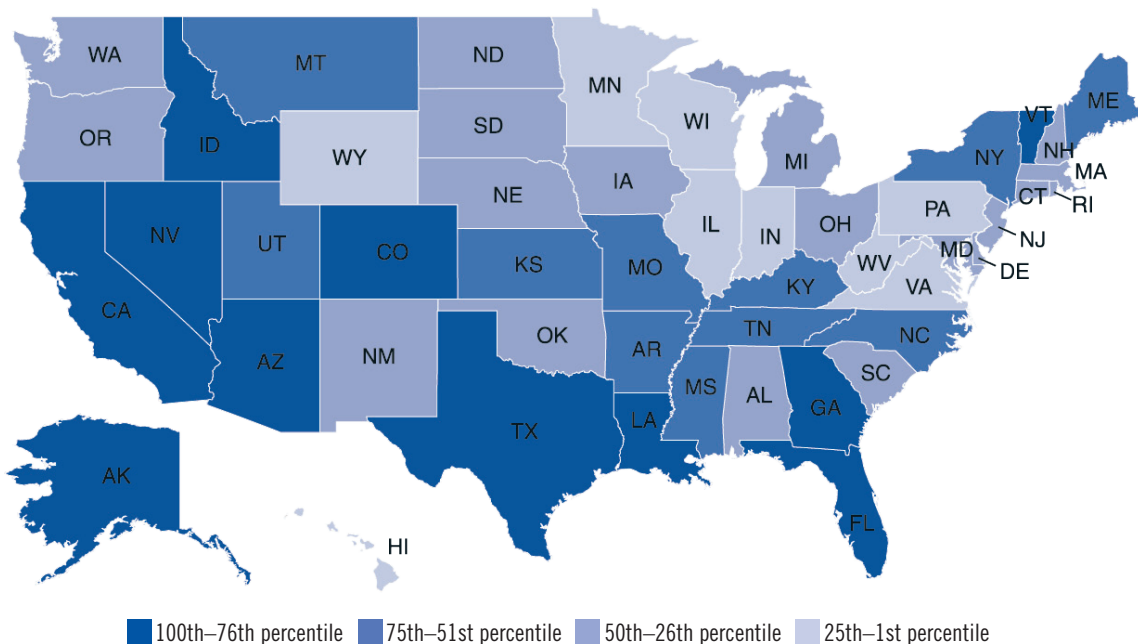 WA
MT
ND
MN
ME
VT
OR
ID
SD
WI
NY
NH
WY
MI
MA
IA
CT
RI
NE
PA
NV
UT
CO
IL
IN
OH
NJ
MD
DE
KS
MO
WV
VA
CA
KY
TN
NC
AZ
NM
OK
AR
SC
MS
AL
GA
TX
LA
AK
FL
HI
100th–76th percentile 75th–51st percentile 50th–26th percentile 25th–1st percentile